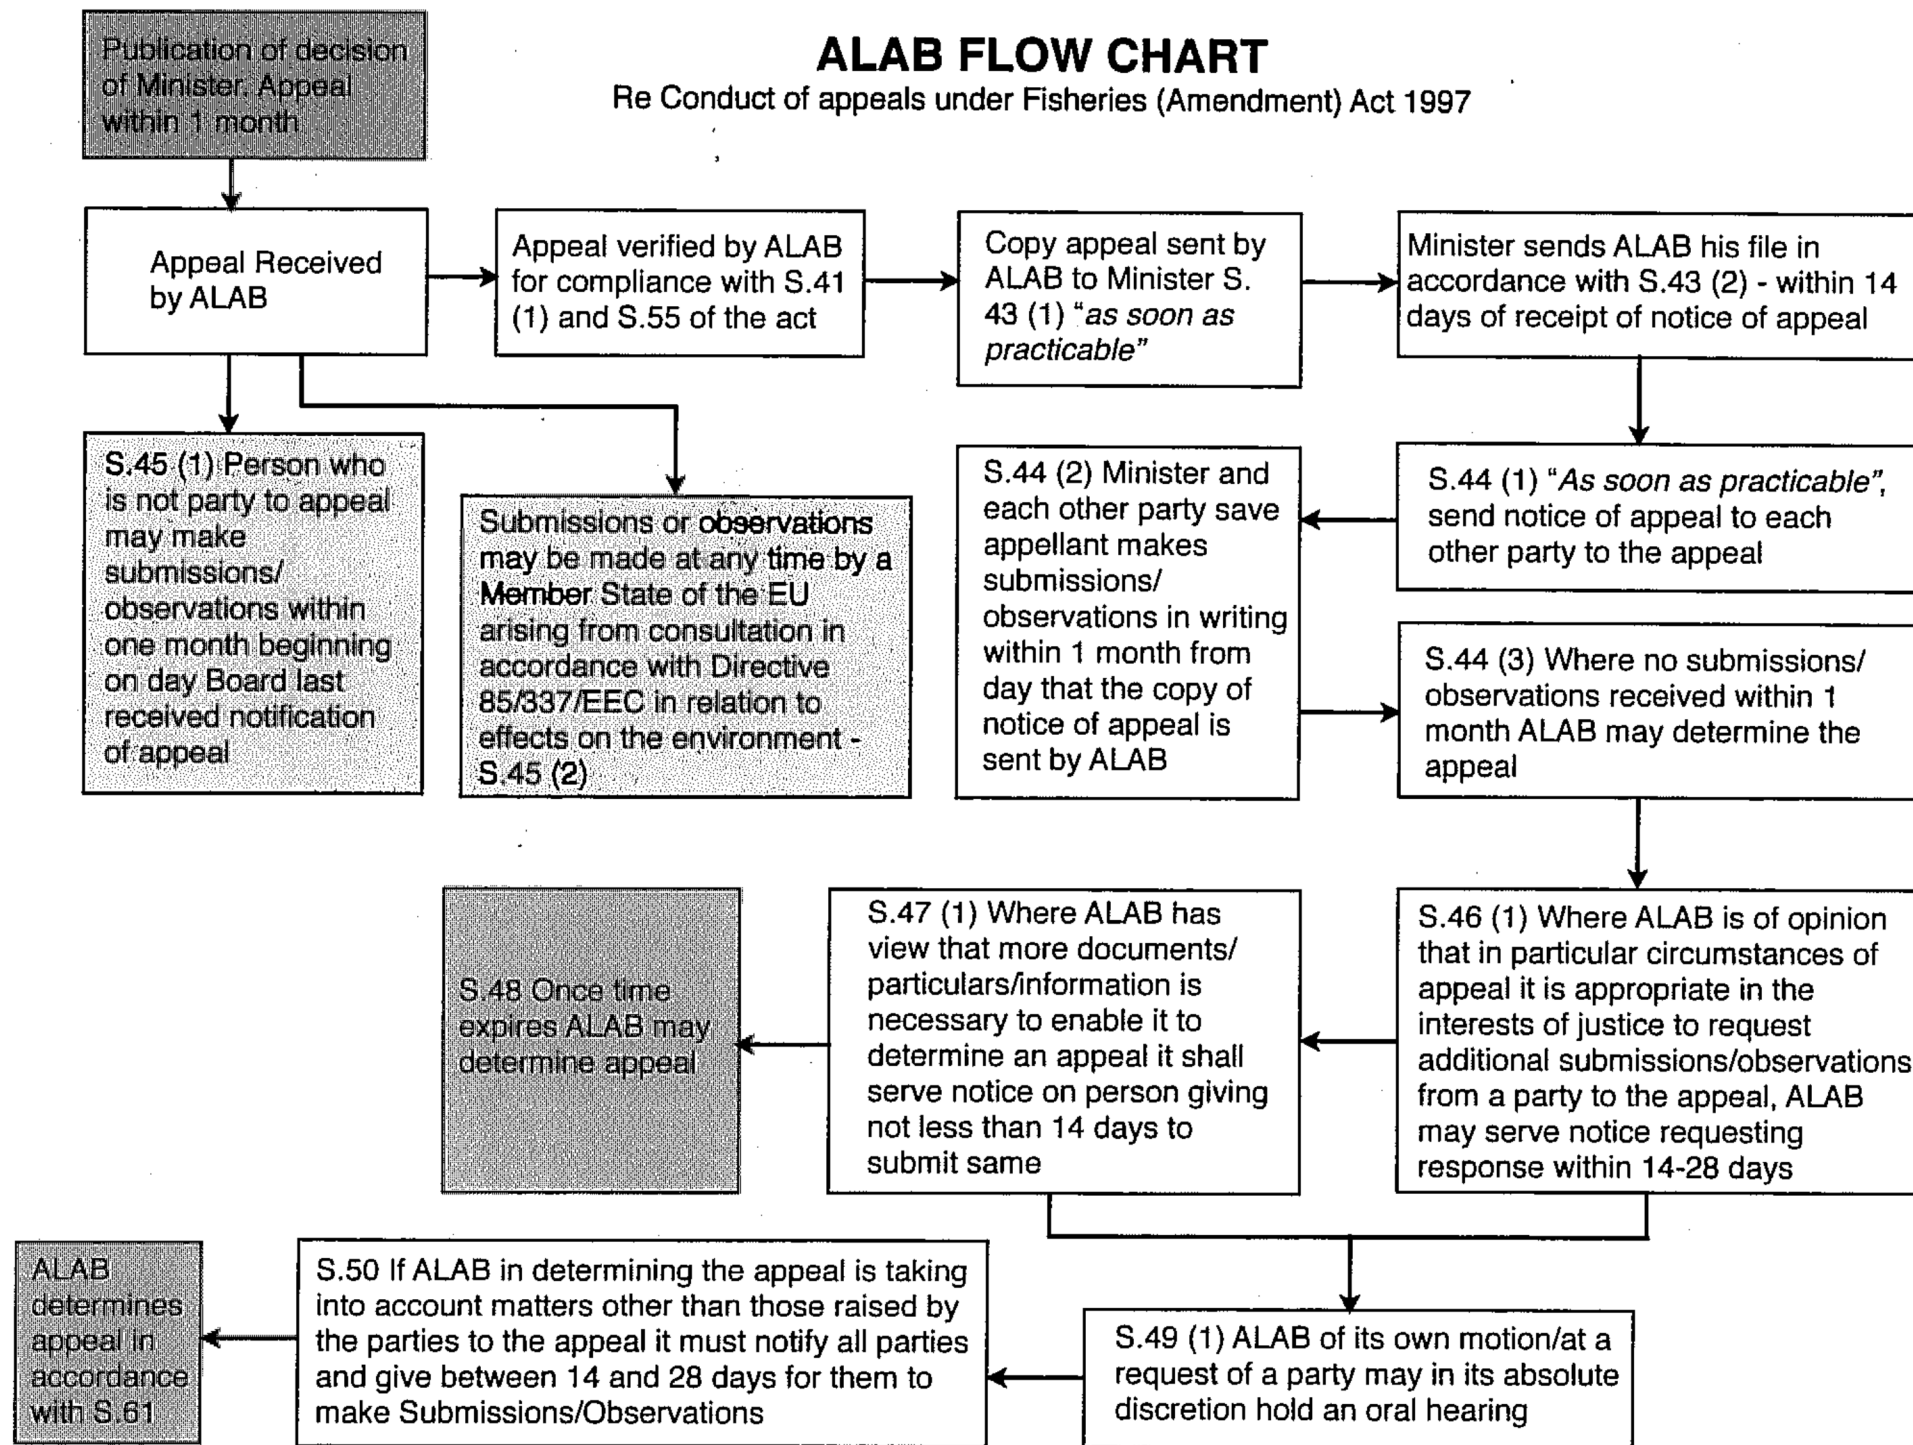 ALAB FLOW CHART
Re Conduct of appeals under Fisheries (Amendment) Act 1997
Publication of decision
of Minister. Appeal
within 1 month
Appeal Received
by ALAB
Appeal verified by ALAB
for compliance with S.41
(1) and S.55 of the act
Copy appeal sent by
ALAB to Minister S.
43 (1) “as soon as
practicable”
Minister sends ALAB his file in
accordance with S.43 (2) - within 14
days of receipt of notice of appeal
S.45 (1) Person who
is not party to appeal
may make
submissions/
observations within
one month beginning
on day Board last
received notification
of appeal
Submissions or observations
may be made at any time by a
Member State of the EU
arising from consultation in
accordance with Directive
85/337/EEC in relation to
effects on the environment -
S.45 (2)
S.44 (2) Minister and
each other party save
appellant makes
submissions/
observations in writing
within 1 month from
day that the copy of
notice of appeal is
sent by ALAB
S.44 (1) “As soon as practicable”,
send notice of appeal to each
other party to the appeal
S.44 (3) Where no submissions/
observations received within 1
month ALAB may determine the
appeal
S.48 Once time
expires ALAB may
determine appeal
S.47 (1) Where ALAB has
view that more documents/
particulars/information is
necessary to enable it to
determine an appeal it shall
serve notice on person giving
not less than 14 days to
submit same
S.46 (1) Where ALAB is of opinion
that in particular circumstances of
appeal it is appropriate in the
interests of justice to request
additional submissions/observations
from a party to the appeal, ALAB
may serve notice requesting
response within 14-28 days
ALAB
determines
appeal in
accordance
with S.61
S.50 If ALAB in determining the appeal is taking
into account matters other than those raised by
the parties to the appeal it must notify all parties
and give between 14 and 28 days for them to
make Submissions/Observations
S.49 (1) ALAB of its own motion/at a
request of a party may in its absolute
discretion hold an oral hearing